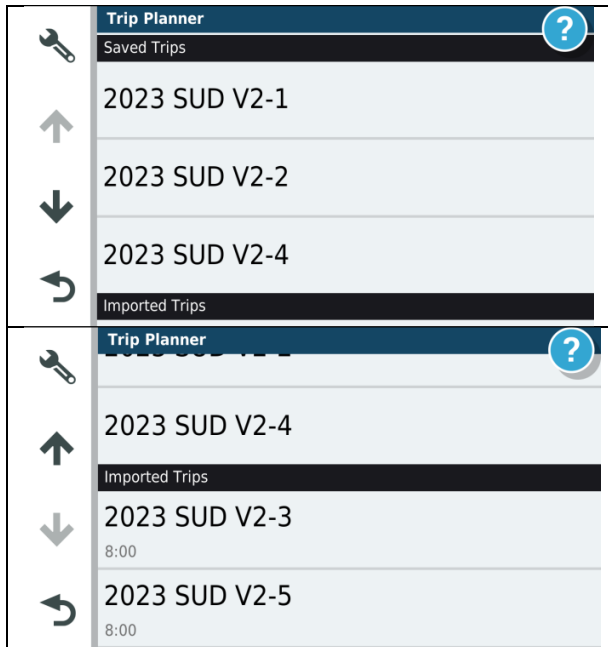 Trip Planner
?
Saved Trips
2023 SUD V2-1
2023 SUD V2-2
2023 SUD V2-4
Imported Trips
Trip Planner
?
2023 SUD V2-4
Imported Trips
2023 SUD V2-3
8:00
2023 SUD V2-5
8:00